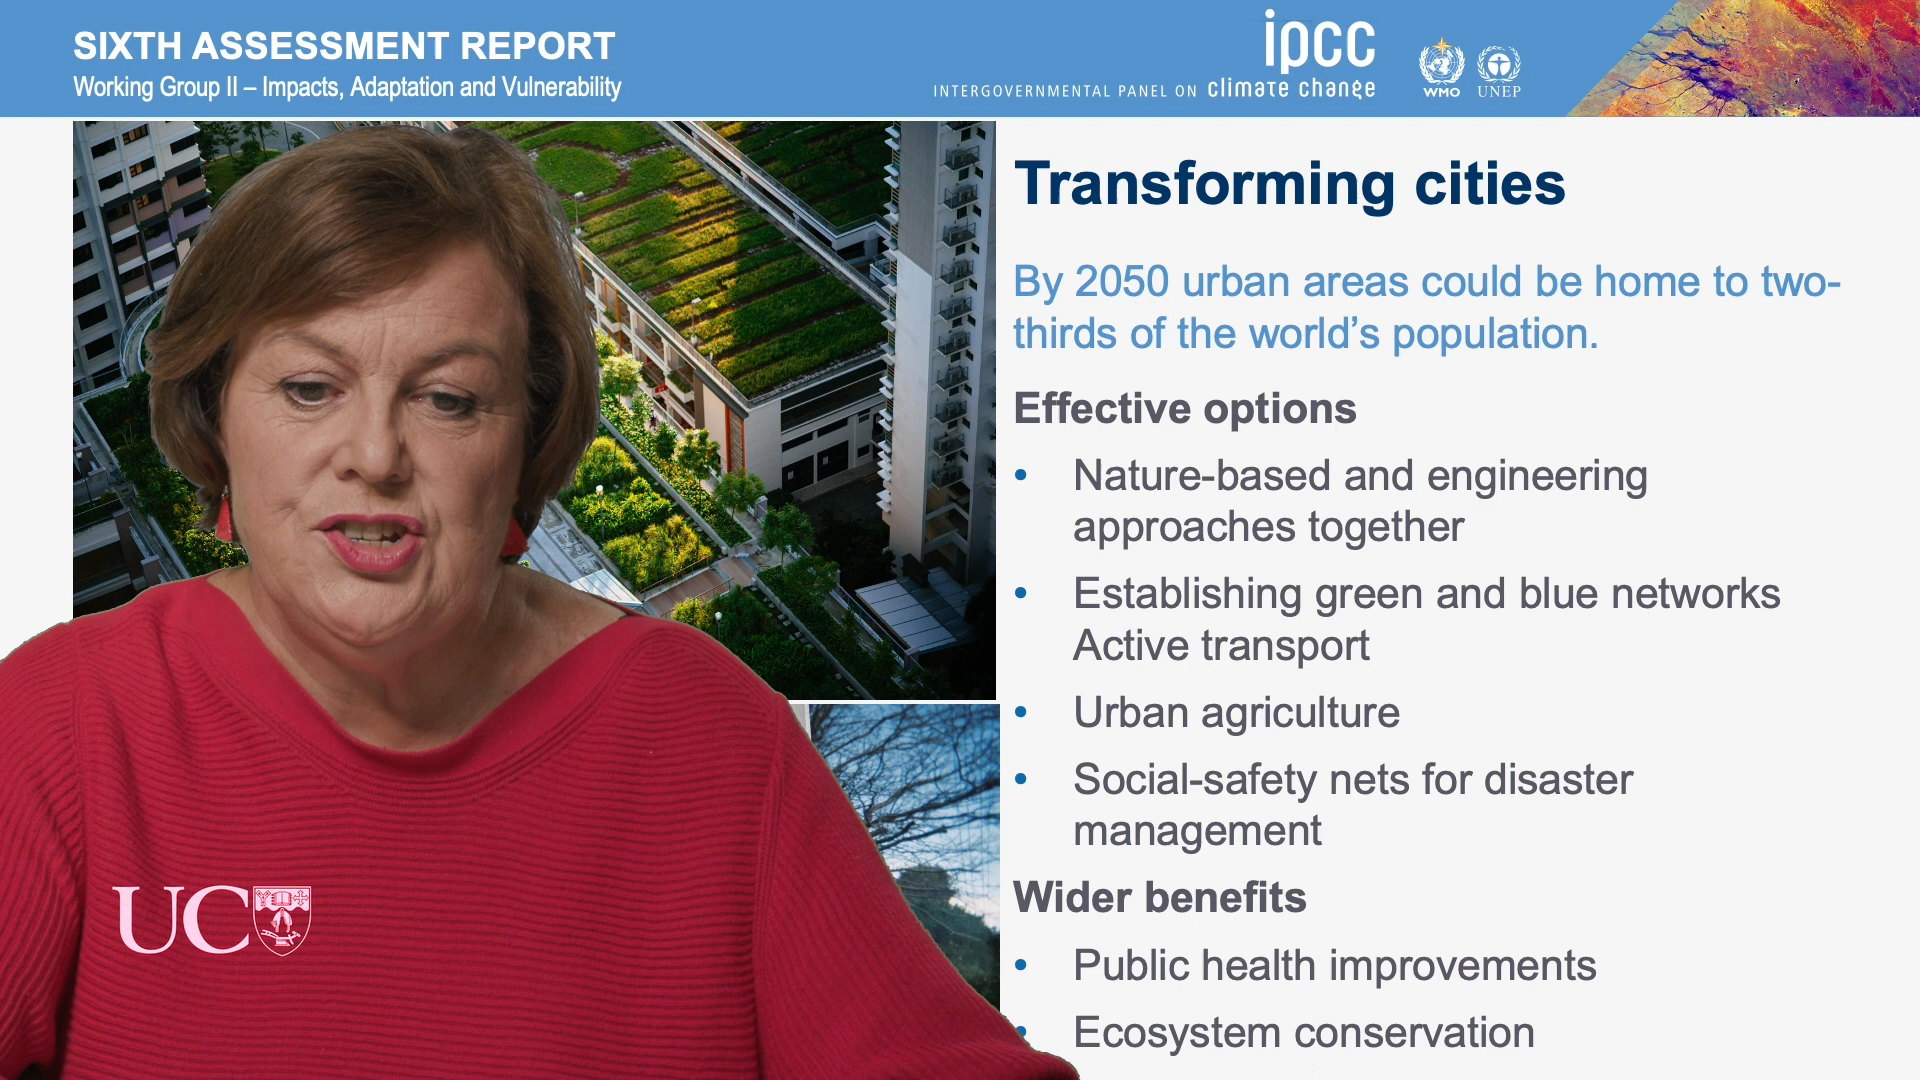 SIXTH ASSESSMENT REPORT
Working Group II – Impacts, Adaptation and Vulnerability
ipcc
INTERGOVERNMENTAL PANEL ON climate change
WMO
UNEP
Transforming cities
By 2050 urban areas could be home to two-
thirds of the world’s population.
Effective options
• Nature-based and engineering
approaches together
• Establishing green and blue networks
Active transport
• Urban agriculture
• Social-safety nets for disaster
management
Wider benefits
• Public health improvements
• Ecosystem conservation
UC